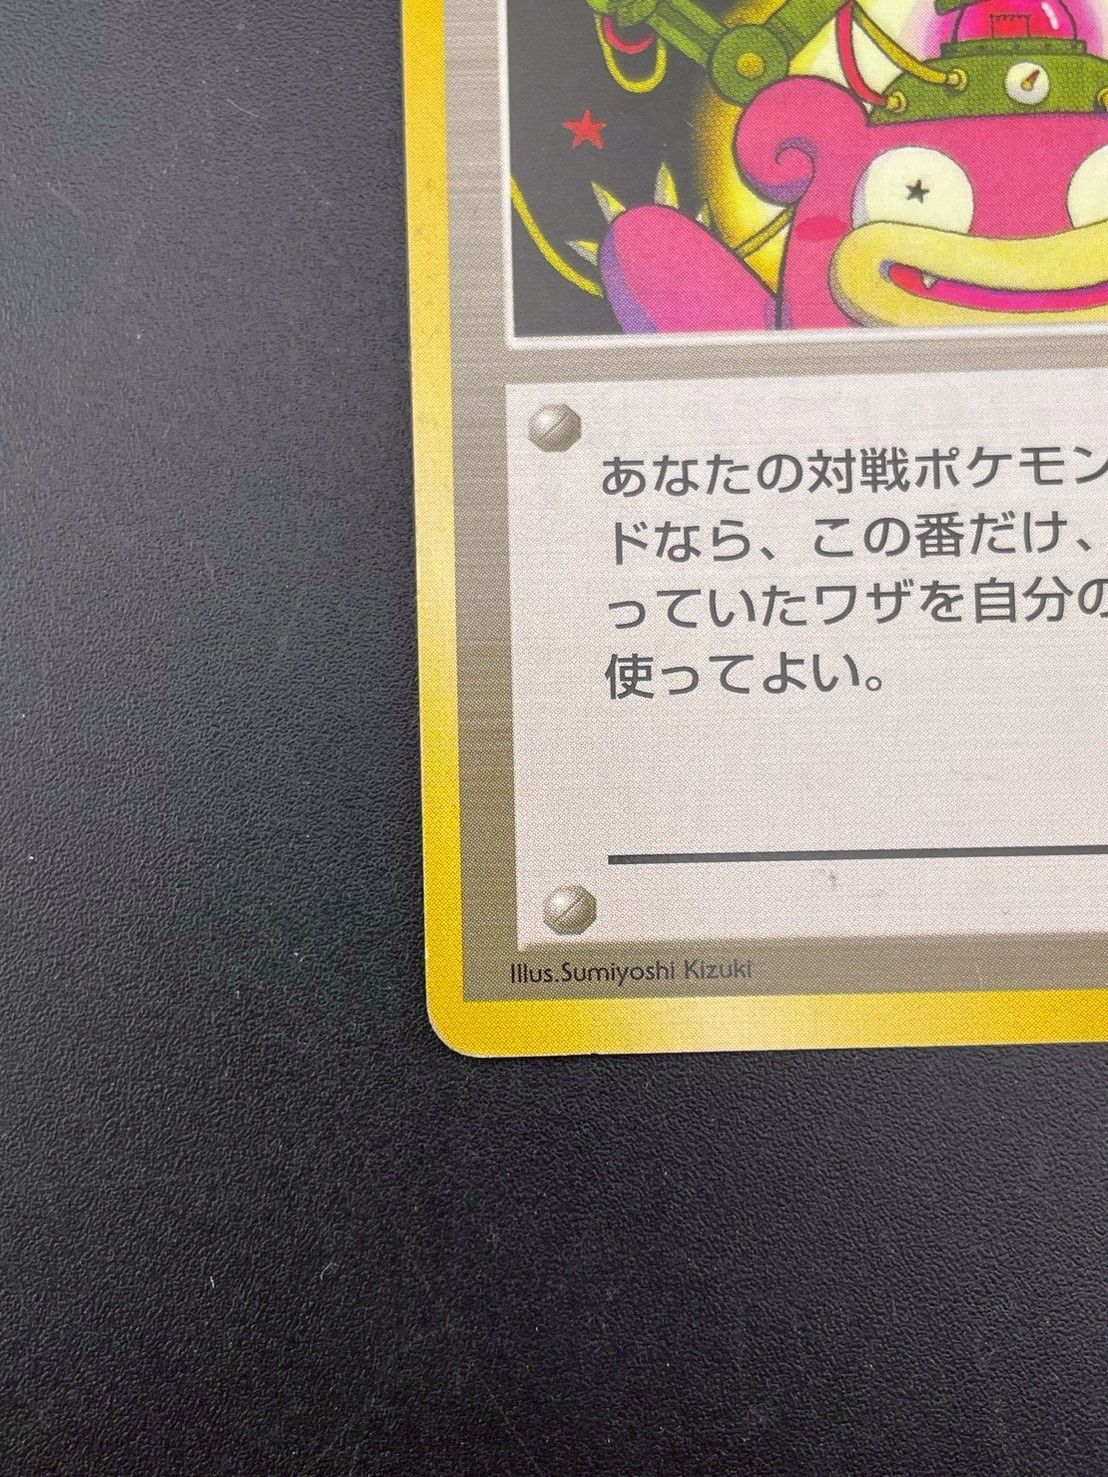 あなたの対戦ポケモン
ドなら、この番だけ、
っていたワザを自分の
使ってよい。
Illus.Sumiyoshi Kizuki